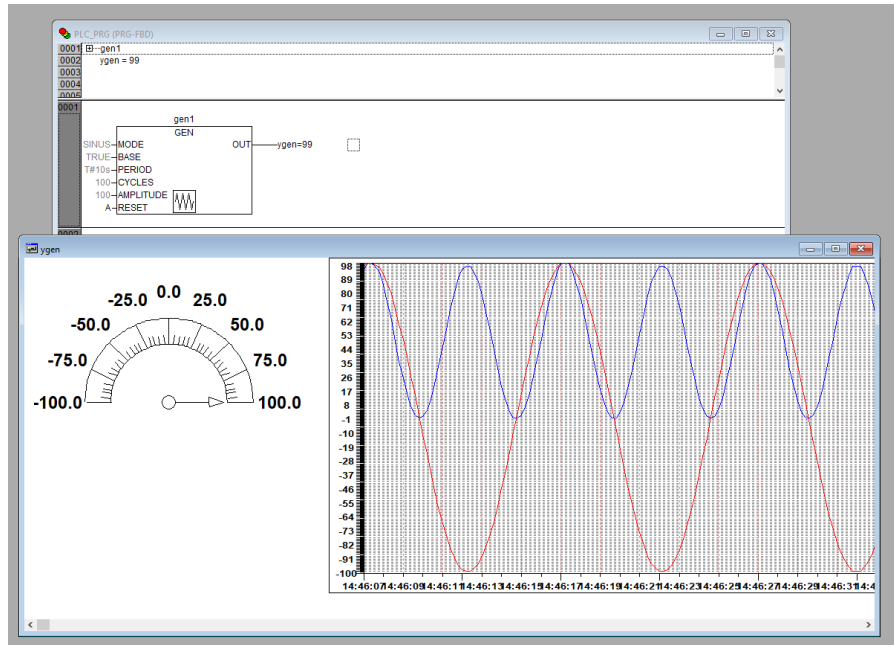 PLC_PRG (PRG-FBD)
0001 gen1
0002 ygen = 99
0003
0004
0005
0001
gen1
GEN
SINUS MODE OUT ygen=99
TRUE BASE
T#10s PERIOD
100 CYCLES
100 AMPLITUDE
A RESET
0002
ygen
-100.0 -75.0 -50.0 -25.0 0.0 25.0 50.0 75.0 100.0
98
89
80
71
62
53
44
35
26
17
8
-1
-10
-19
-28
-37
-46
-55
-64
-73
-82
-91
-100
14:46:07 14:46:09 14:46:11 14:46:13 14:46:15 14:46:17 14:46:19 14:46:21 14:46:23 14:46:25 14:46:27 14:46:29 14:46:31